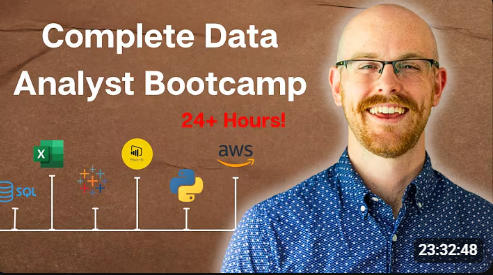 Complete Data
Analyst Bootcamp
24+ Hours!
X
aws
SQL
23:32:48